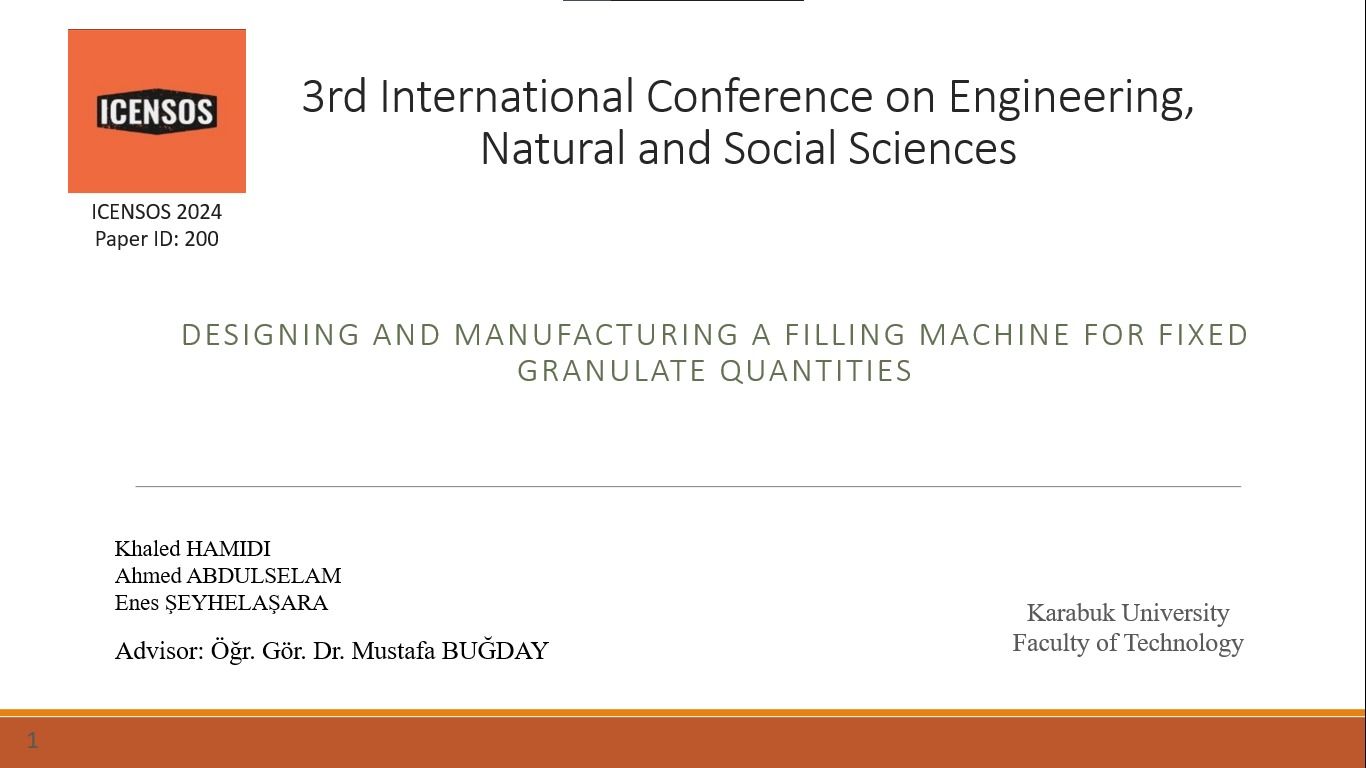 ICENSOS
ICENSOS 2024
Paper ID: 200
3rd International Conference on Engineering,
Natural and Social Sciences
DESIGNING AND MANUFACTURING A FILLING MACHINE FOR FIXED
GRANULATE QUANTITIES
Khaled HAMIDI
Ahmed ABDULSELAM
Enes ŞEYHELAŞARA
Advisor: Öğr. Gör. Dr. Mustafa BUĞDAY
Karabuk University
Faculty of Technology
1